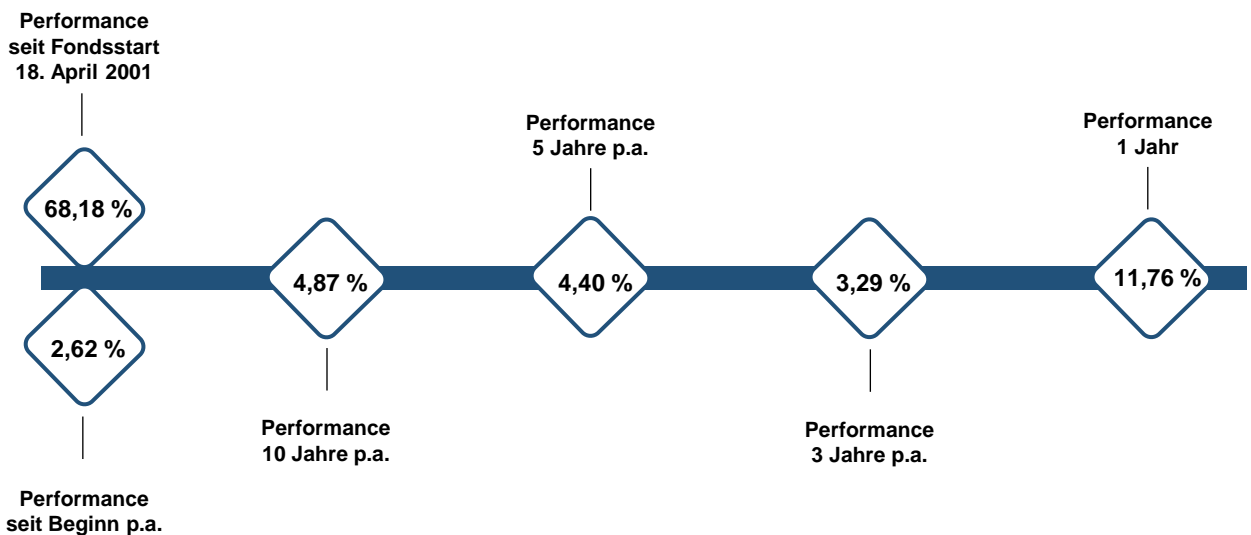 Performance
seit Fondsstart
18. April 2001
68,18 %
2,62 %
Performance
seit Beginn p.a.
4,87 %
Performance
10 Jahre p.a.
Performance
5 Jahre p.a.
4,40 %
3,29 %
Performance
3 Jahre p.a.
Performance
1 Jahr
11,76 %